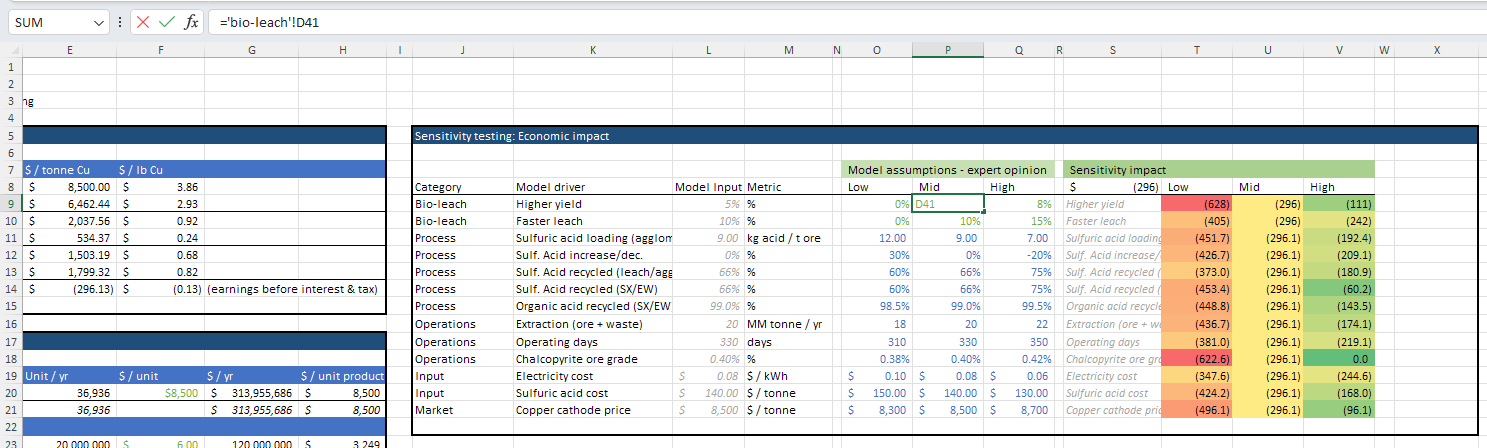 SUM ='bio-leach'!D41
E F G H I J K L M N O P Q R S T U V W X
1
2
3 ng
4
5 Sensitivity testing: Economic impact
6
7 $ / tonne Cu $ / lb Cu Model assumptions - expert opinion Sensitivity impact
8 $ 8,500.00 $ 3.86 Category Model driver Model Input Metric Low Mid High $ (296) Low Mid High
9 $ 6,462.44 $ 2.93 Bio-leach Higher yield 5% % 0% D41 8% Higher yield (628) (296) (111)
10 $ 2,037.56 $ 0.92 Bio-leach Faster leach 10% % 0% 10% 15% Faster leach (405) (296) (242)
11 $ 534.37 $ 0.24 Process Sulfuric acid loading (agglom 9.00 kg acid / t ore 12.00 9.00 7.00 Sulfuric acid loading (451.7) (296.1) (192.4)
12 $ 1,503.19 $ 0.68 Process Sulf. Acid increase/dec. 0% % 30% 0% -20% Sulf. Acid increase/ (426.7) (296.1) (209.1)
13 $ 1,799.32 $ 0.82 Process Sulf. Acid recycled (leach/agg 66% % 60% 66% 75% Sulf. Acid recycled ( (373.0) (296.1) (180.9)
14 $ (296.13) $ (0.13) (earnings before interest & tax) Process Sulf. Acid recycled (SX/EW) 66% % 60% 66% 75% Sulf. Acid recycled ( (453.4) (296.1) (60.2)
15 Process Organic acid recycled (SX/EW 99.0% % 98.5% 99.0% 99.5% Organic acid recycle (448.8) (296.1) (143.5)
16 Operations Extraction (ore + waste) 20 MM tonne / yr 18 20 22 Extraction (ore + w (436.7) (296.1) (174.1)
17 Operations Operating days 330 days 310 330 350 Operating days (381.0) (296.1) (219.1)
18 Operations Chalcopyrite ore grade 0.40% % 0.38% 0.40% 0.42% Chalcopyrite ore gr (622.6) (296.1) 0.0
19 Unit / yr $ / unit $ / yr $ / unit product Input Electricity cost $ 0.08 $ / kWh $ 0.10 $ 0.08 $ 0.06 Electricity cost (347.6) (296.1) (244.6)
20 36,936 $8,500 $ 313,955,686 $ 8,500 Input Sulfuric acid cost $ 140.00 $ / tonne $ 150.00 $ 140.00 $ 130.00 Sulfuric acid cost (424.2) (296.1) (168.0)
21 36,936 $ 313,955,686 $ 8,500 Market Copper cathode price $ 8,500 $ / tonne $ 8,300 $ 8,500 $ 8,700 Copper cathode pri (496.1) (296.1) (96.1)
22
23 20,000,000 $ 6.00 120,000,000 $ 3,249